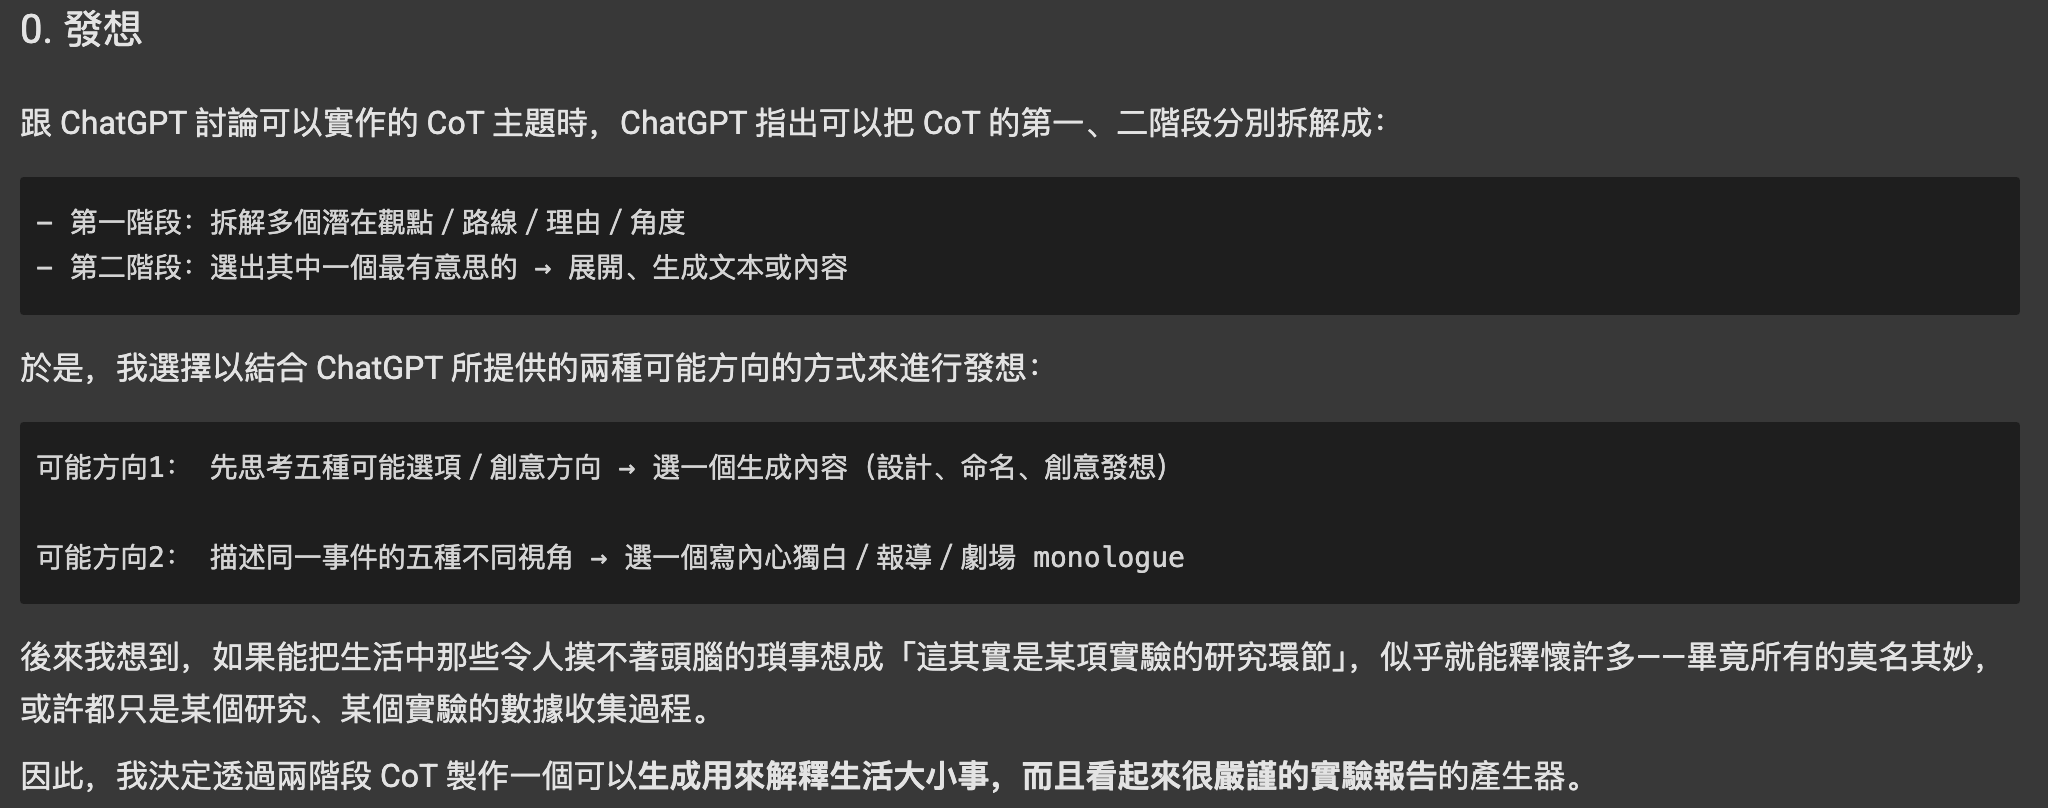 0. 發想
跟 ChatGPT 討論可以實作的 CoT 主題時，ChatGPT 指出可以把 CoT 的第一、二階段分別拆解成：
– 第一階段：拆解多個潛在觀點 / 路線 / 理由 / 角度
– 第二階段：選出其中一個最有意思的 → 展開、生成文本或內容
於是，我選擇以結合 ChatGPT 所提供的兩種可能方向的方式來進行發想：
可能方向1： 先思考五種可能選項 / 創意方向 → 選一個生成內容（設計、命名、創意發想）
可能方向2： 描述同一事件的五種不同視角 → 選一個寫內心獨白 / 報導 / 劇場 monologue
後來我想到，如果能把生活中那些令人摸不著頭腦的瑣事想成「這其實是某項實驗的研究環節」，似乎就能釋懷許多——畢竟所有的莫名其妙，
或許都只是某個研究、某個實驗的數據收集過程。
因此，我決定透過兩階段 CoT 製作一個可以生成用來解釋生活大小事，而且看起來很嚴謹的實驗報告的產生器。